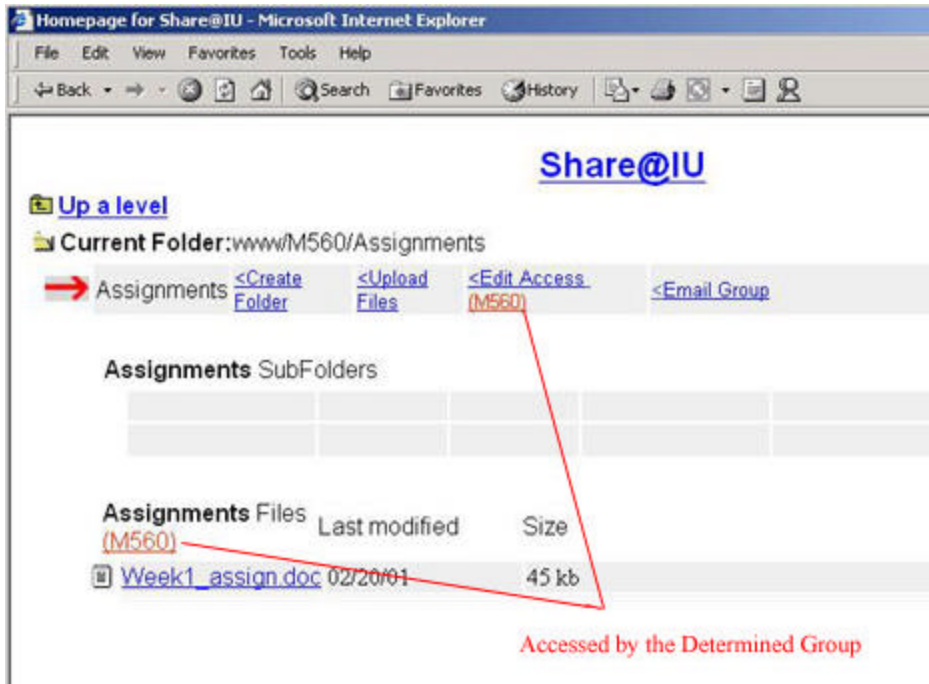 Homepage for Share@IU - Microsoft Internet Explorer
File Edit View Favorites Tools Help
Back Search Favorites History
Share@IU
Up a level
Current Folder:www/M560/Assignments
Assignments <Create Folder <Upload Files <Edit Access (M560) <Email Group
Assignments SubFolders
Assignments Files (M560) Last modified Size
Week1_assign.doc 02/20/01 45 kb
Accessed by the Determined Group